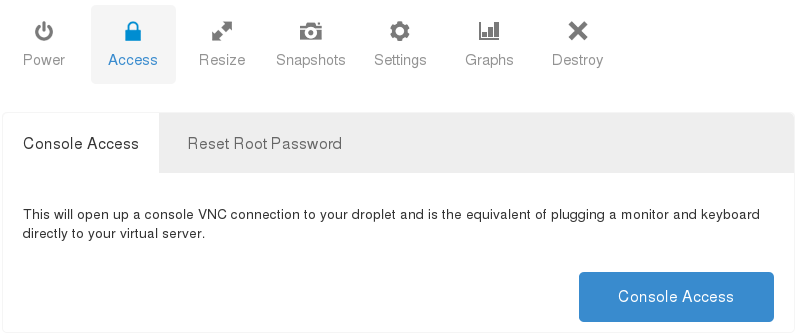 Power Access Resize Snapshots Settings Graphs Destroy
Console Access Reset Root Password
This will open up a console VNC connection to your droplet and is the equivalent of plugging a monitor and keyboard
directly to your virtual server.
Console Access